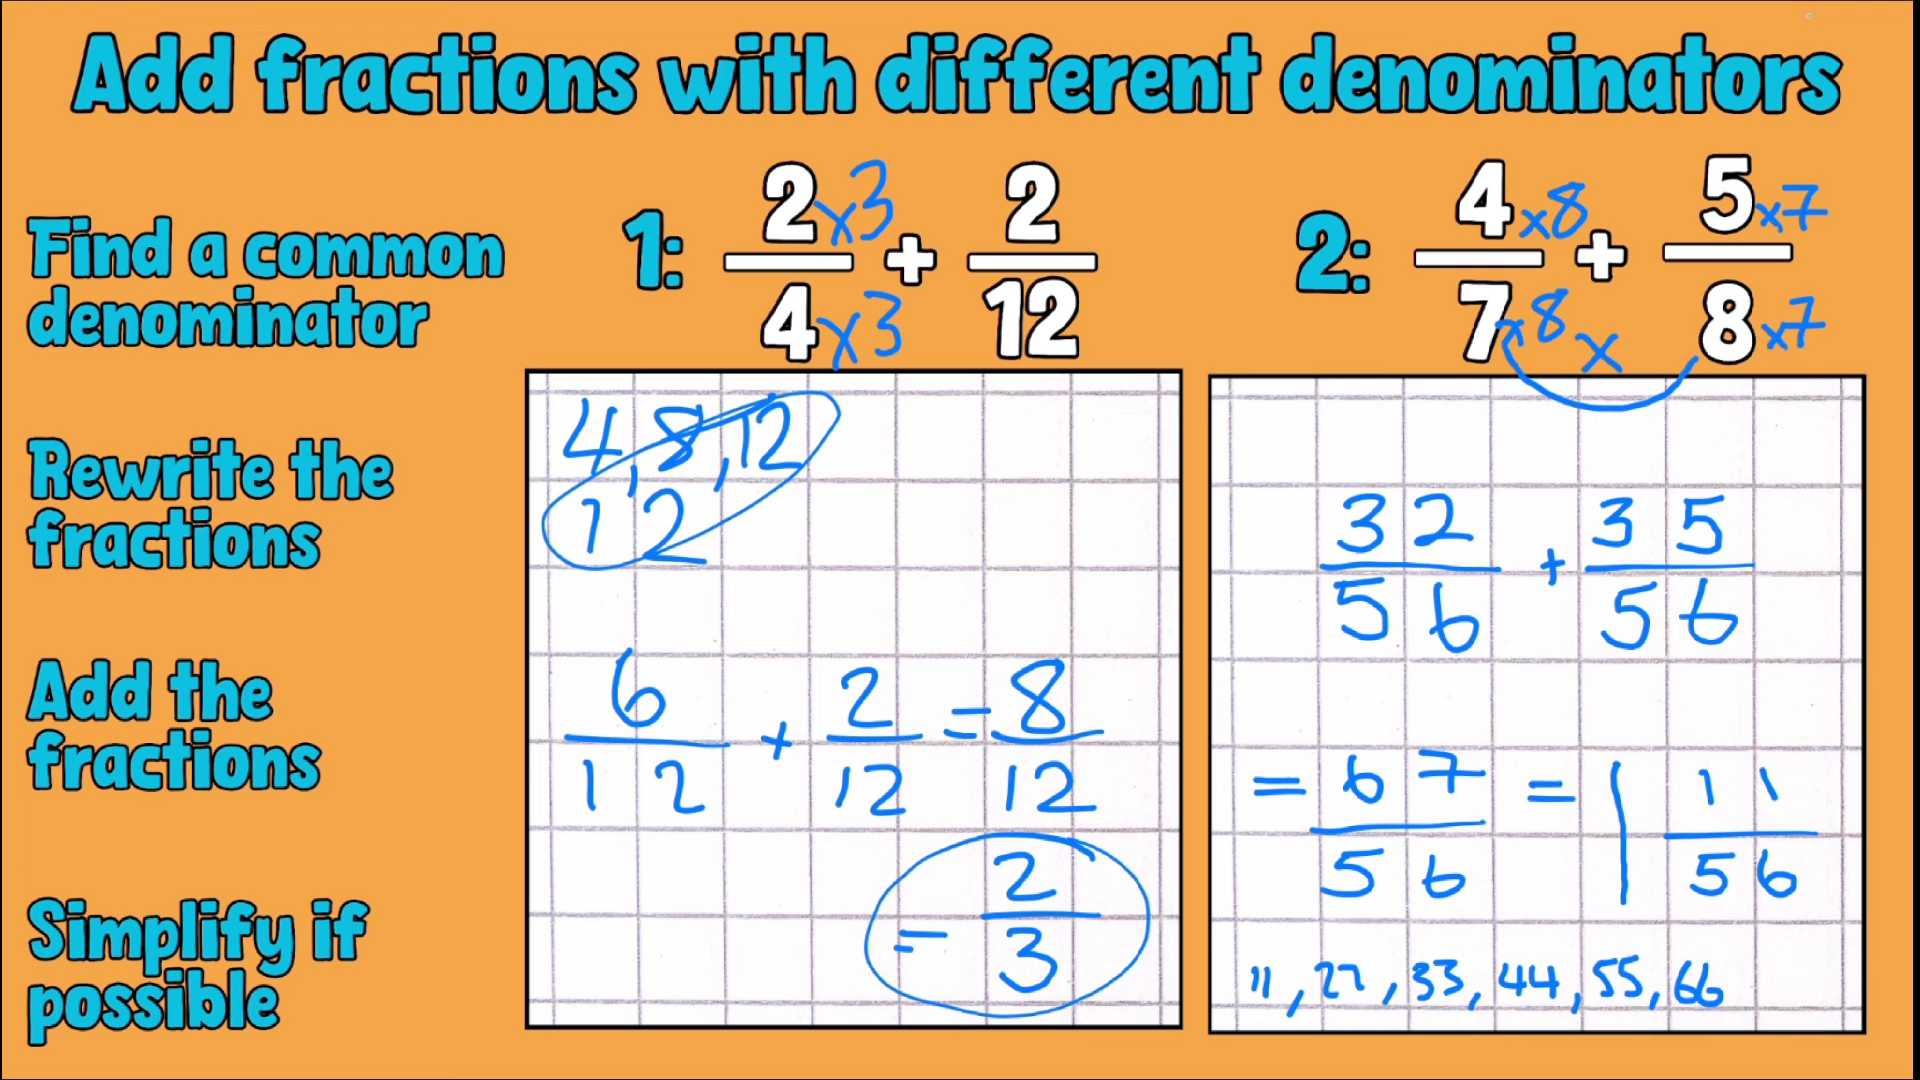 Add fractions with different denominators
Find a common
denominator
Rewrite the
fractions
Add the
fractions
Simplify if
possible
1: 2/4 + 2/12
x3
x3
4, 8, 12
12
6/12 + 2/12 = 8/12
= 2/3
2: 4/7 + 5/8
x8 x7
x8 x x7
32/56 + 35/56
= 67/56 = 1 11/56
11, 22, 33, 44, 55, 66